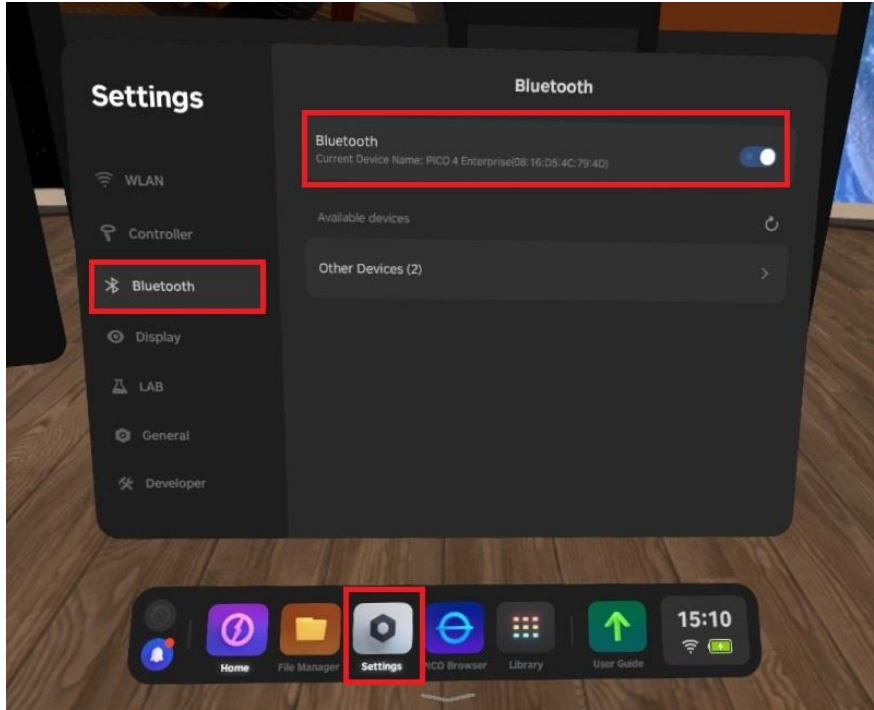 Settings
WLAN
Controller
Bluetooth
Display
LAB
General
Developer
Bluetooth
Bluetooth
Current Device Name: PICO 4 Enterprise(08:16:D5:4C:79:4D)
Available devices
Other Devices (2)
Home
File Manager
Settings
PICO Browser
Library
User Guide
15:10